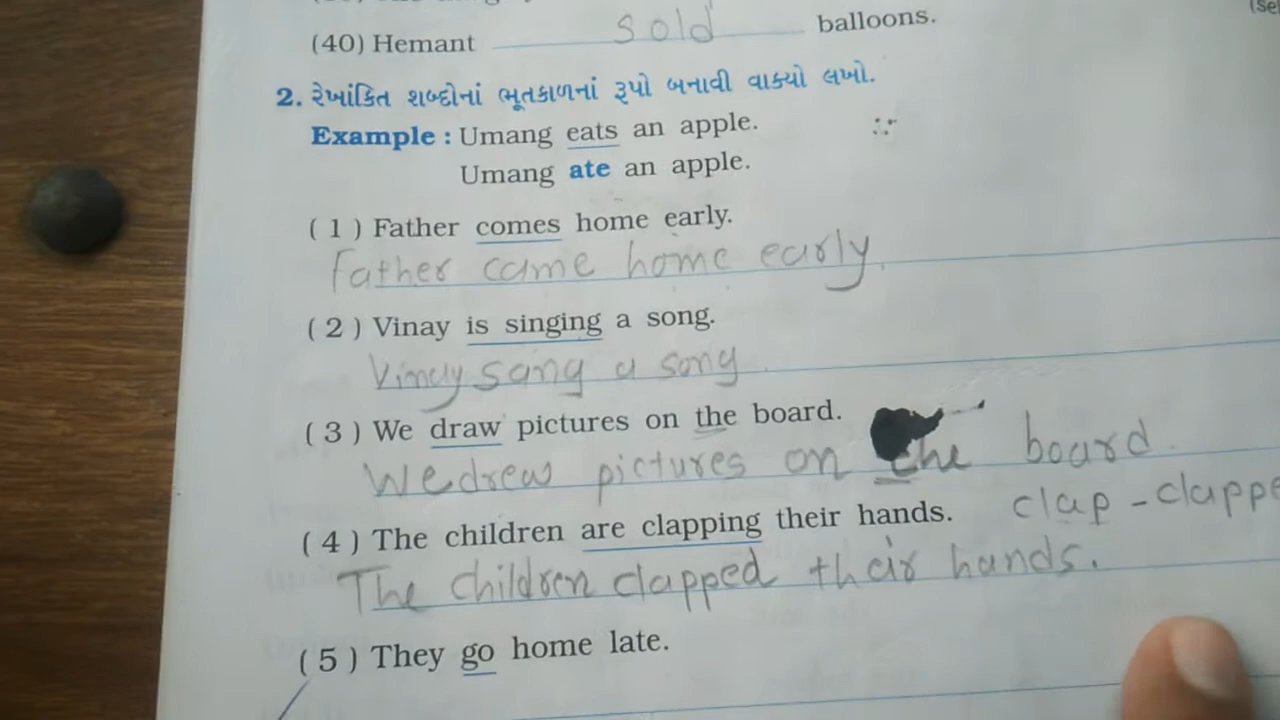 (40) Hemant sold balloons.
2. રેખાંકિત શબ્દોનાં ભૂતકાળનાં રૂપો બનાવી વાક્યો લખો.
Example : Umang eats an apple.
Umang ate an apple.
( 1 ) Father comes home early.
Father came home early.
( 2 ) Vinay is singing a song.
Vinay sang a song
( 3 ) We draw pictures on the board.
We drew pictures on the board.
( 4 ) The children are clapping their hands. clap - clappe
The children clapped their hands.
( 5 ) They go home late.